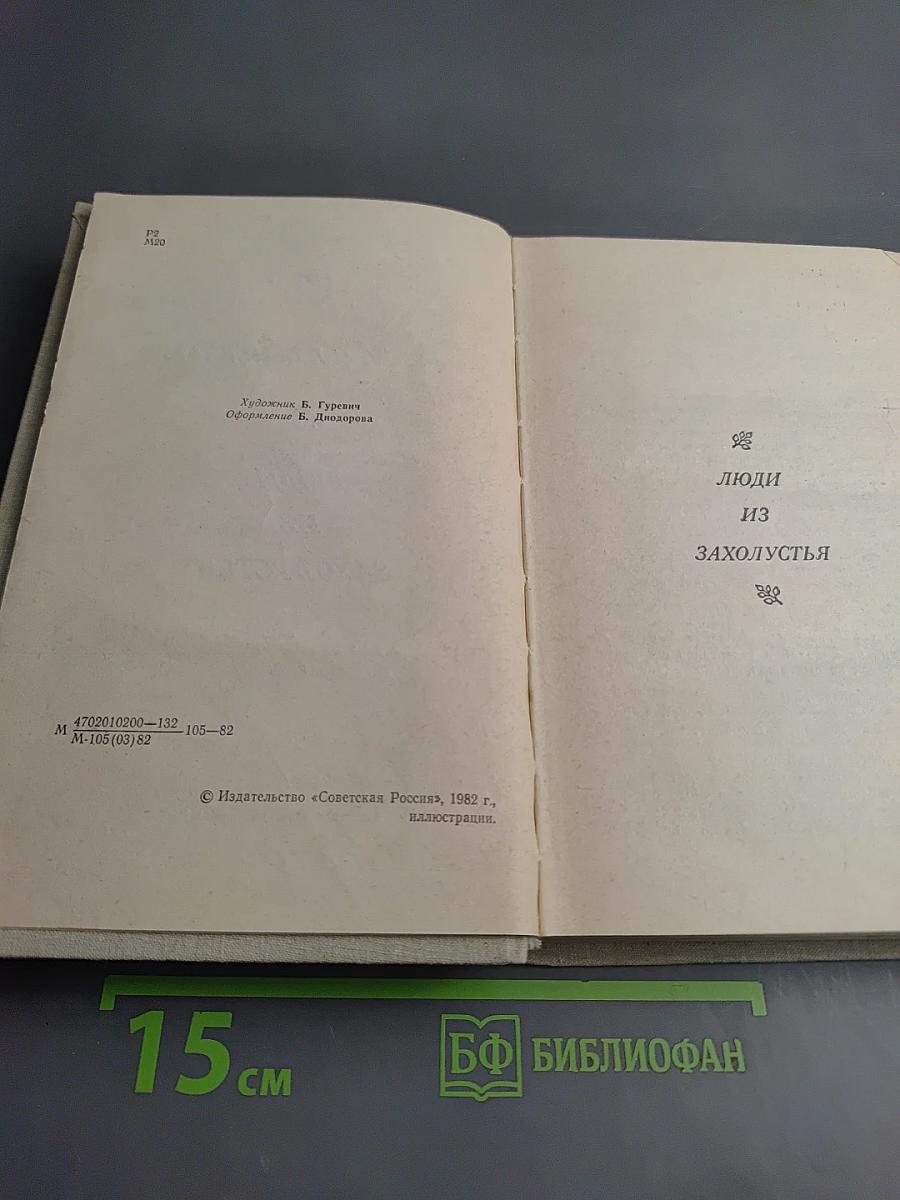 Р2
М20
Художник Б. Гуревич
Оформление Б. Диодорова
М 4702010200—132 105—82
М-105(03)82
© Издательство «Советская Россия», 1982 г.,
иллюстрации.
ЛЮДИ
ИЗ
ЗАХОЛУСТЬЯ
15 см
БФ БИБЛИОФАН